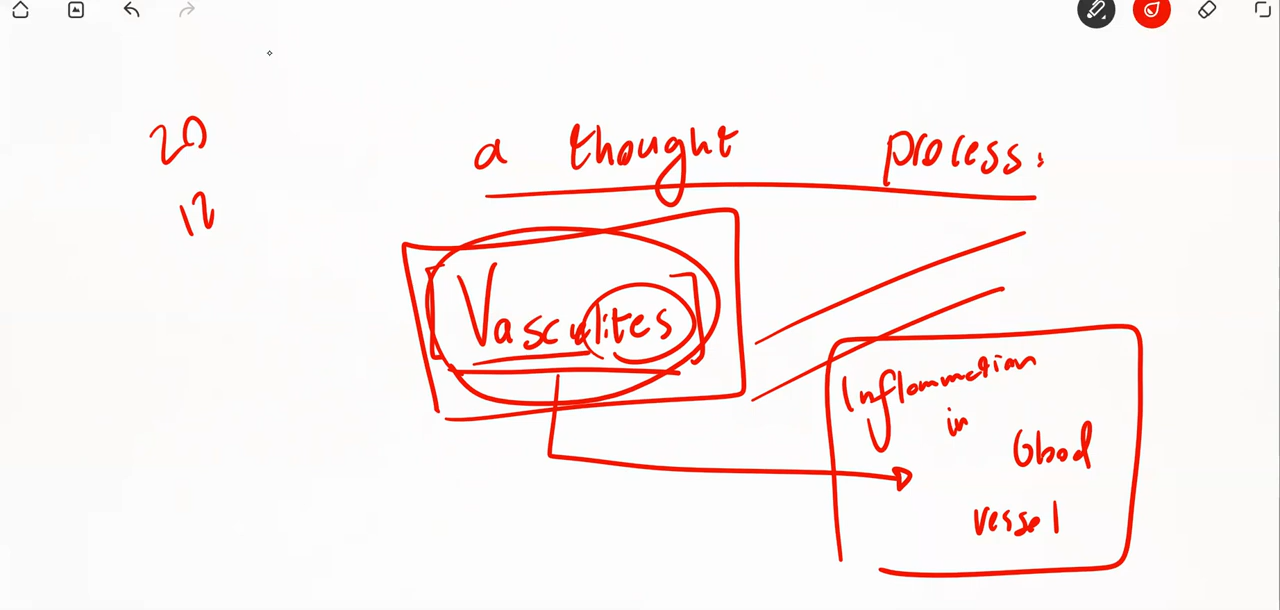 20
a thought process.
12
Vasculites
Inflammation
in
blood
vessel